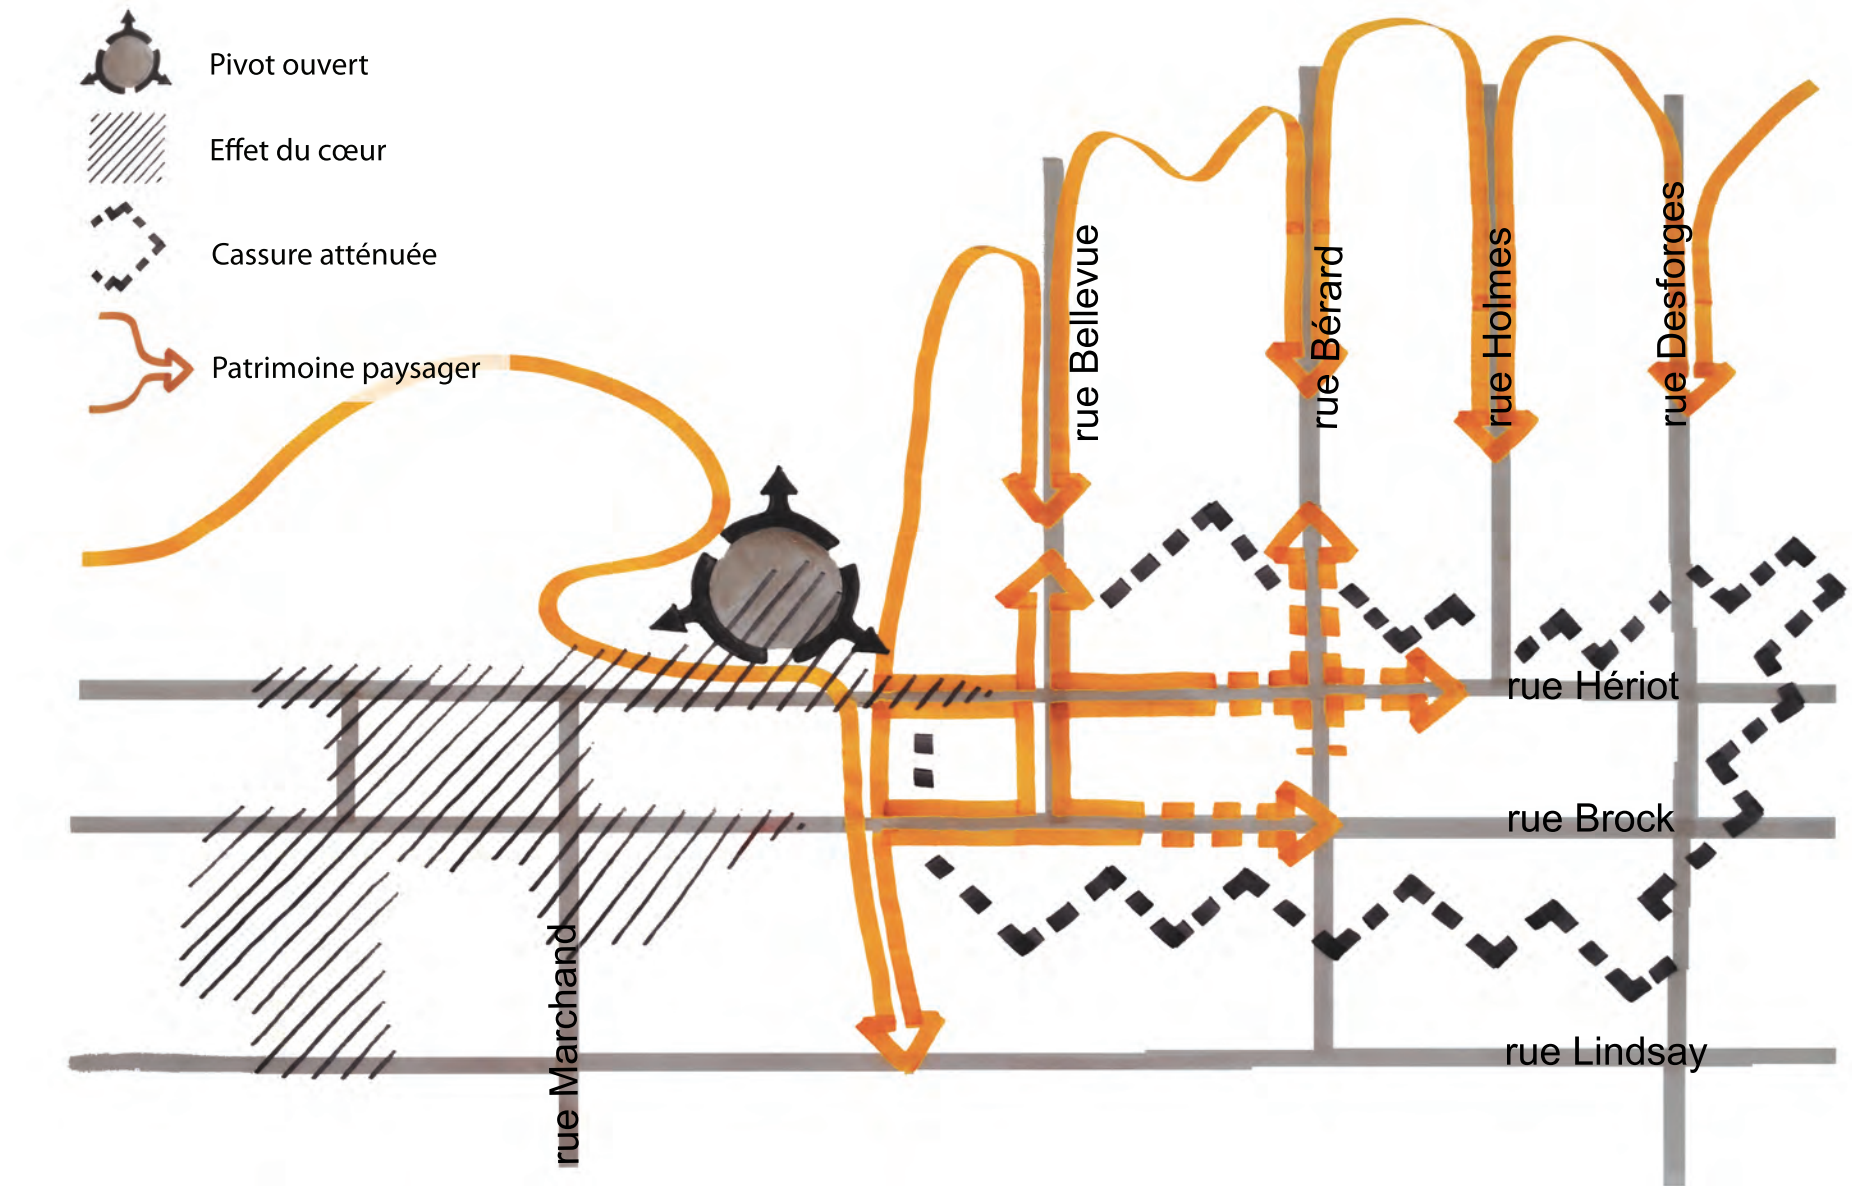 Pivot ouvert
Effet du cœur
Cassure atténuée
Patrimoine paysager
rue Bellevue
rue Bérard
rue Holmes
rue Desforges
rue Hériot
rue Brock
rue Marchand
rue Lindsay